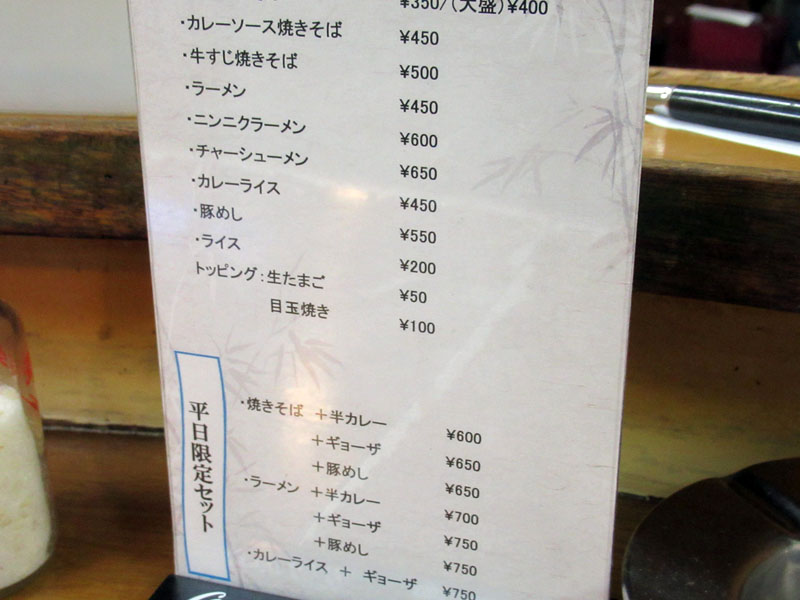 ¥350/(大盛)¥400
・カレーソース焼きそば ¥450
・牛すじ焼きそば ¥500
・ラーメン ¥450
・ニンニクラーメン ¥600
・チャーシューメン ¥650
・カレーライス ¥450
・豚めし ¥550
・ライス ¥200
トッピング：生たまご ¥50
目玉焼き ¥100
平日限定セット
・焼きそば ＋半カレー ¥600
＋ギョーザ ¥650
＋豚めし ¥650
・ラーメン ＋半カレー ¥700
＋ギョーザ ¥750
＋豚めし ¥750
・カレーライス ＋ ギョーザ ¥750